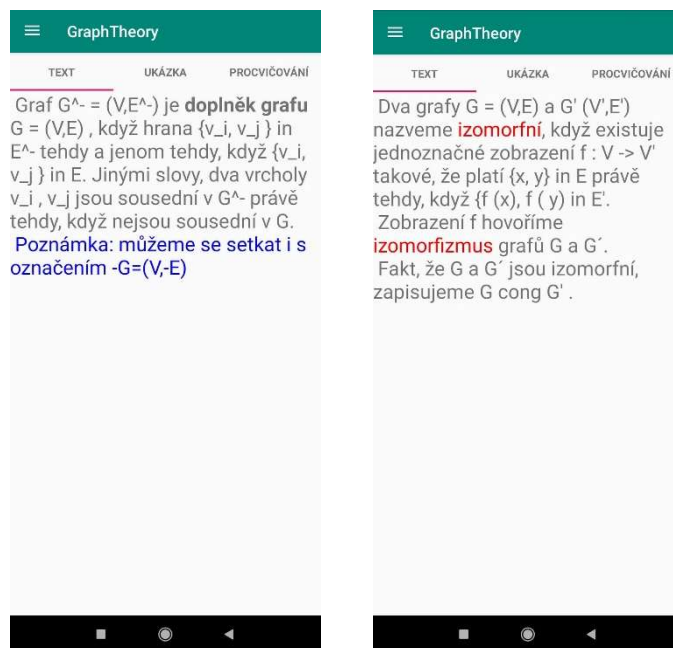 GraphTheory
TEXT UKÁZKA PROCVIČOVÁNÍ
Graf G^- = (V,E^-) je doplněk grafu
G = (V,E) , když hrana {v_i, v_j } in
E^- tehdy a jenom tehdy, když {v_i,
v_j } in E. Jinými slovy, dva vrcholy
v_i , v_j jsou sousední v G^- právě
tehdy, když nejsou sousední v G.
Poznámka: můžeme se setkat i s
označením -G=(V,-E)
GraphTheory
TEXT UKÁZKA PROCVIČOVÁNÍ
Dva grafy G = (V,E) a G' (V',E')
nazveme izomorfní, když existuje
jednoznačné zobrazení f : V -> V'
takové, že platí {x, y} in E právě
tehdy, když {f (x), f ( y) in E'.
Zobrazení f hovoříme
izomorfizmus grafů G a G´.
Fakt, že G a G´ jsou izomorfní,
zapisujeme G cong G' .